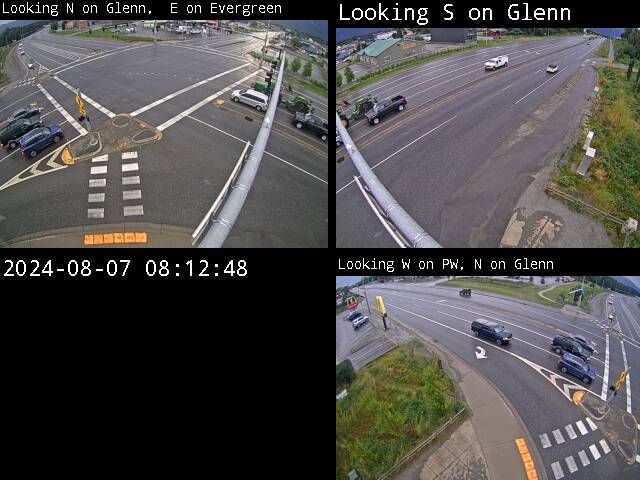 Looking N on Glenn,  E on Evergreen
Looking S on Glenn
2024-08-07 08:12:48
Looking W on PW, N on Glenn